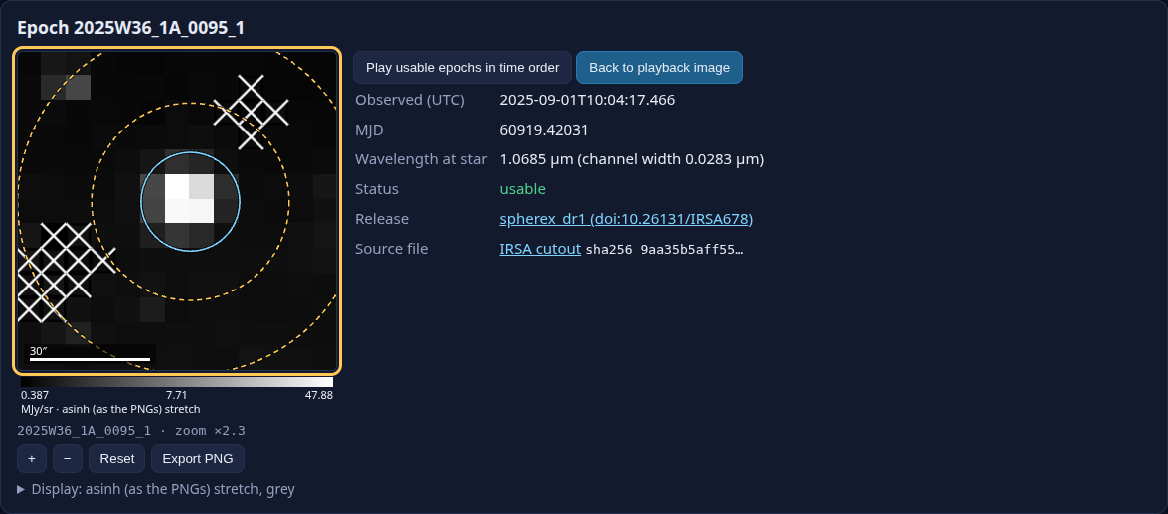 Epoch 2025W36_1A_0095_1
Play usable epochs in time order
Back to playback image
Observed (UTC) 2025-09-01T10:04:17.466
MJD 60919.42031
Wavelength at star 1.0685 μm (channel width 0.0283 μm)
Status usable
Release spherex_dr1 (doi:10.26131/IRSA678)
Source file IRSA cutout sha256 9aa35b5aff55…
30″
0.387 7.71 47.88
MJy/sr · asinh (as the PNGs) stretch
2025W36_1A_0095_1 · zoom ×2.3
+ − Reset Export PNG
▶ Display: asinh (as the PNGs) stretch, grey